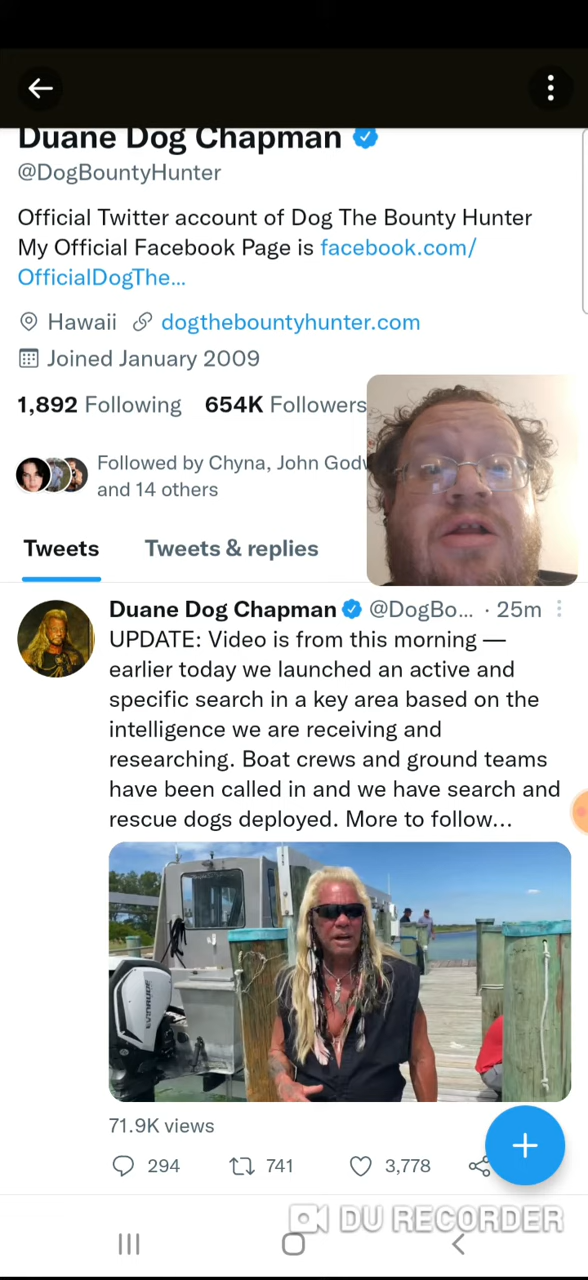 Duane Dog Chapman
@DogBountyHunter
Official Twitter account of Dog The Bounty Hunter
My Official Facebook Page is facebook.com/
OfficialDogThe...
Hawaii dogthebountyhunter.com
Joined January 2009
1,892 Following 654K Followers
Followed by Chyna, John Godw
and 14 others
Tweets Tweets & replies
Duane Dog Chapman @DogBo... · 25m
UPDATE: Video is from this morning —
earlier today we launched an active and
specific search in a key area based on the
intelligence we are receiving and
researching. Boat crews and ground teams
have been called in and we have search and
rescue dogs deployed. More to follow...
EVINRUDE
71.9K views
294 741 3,778
DU RECORDER